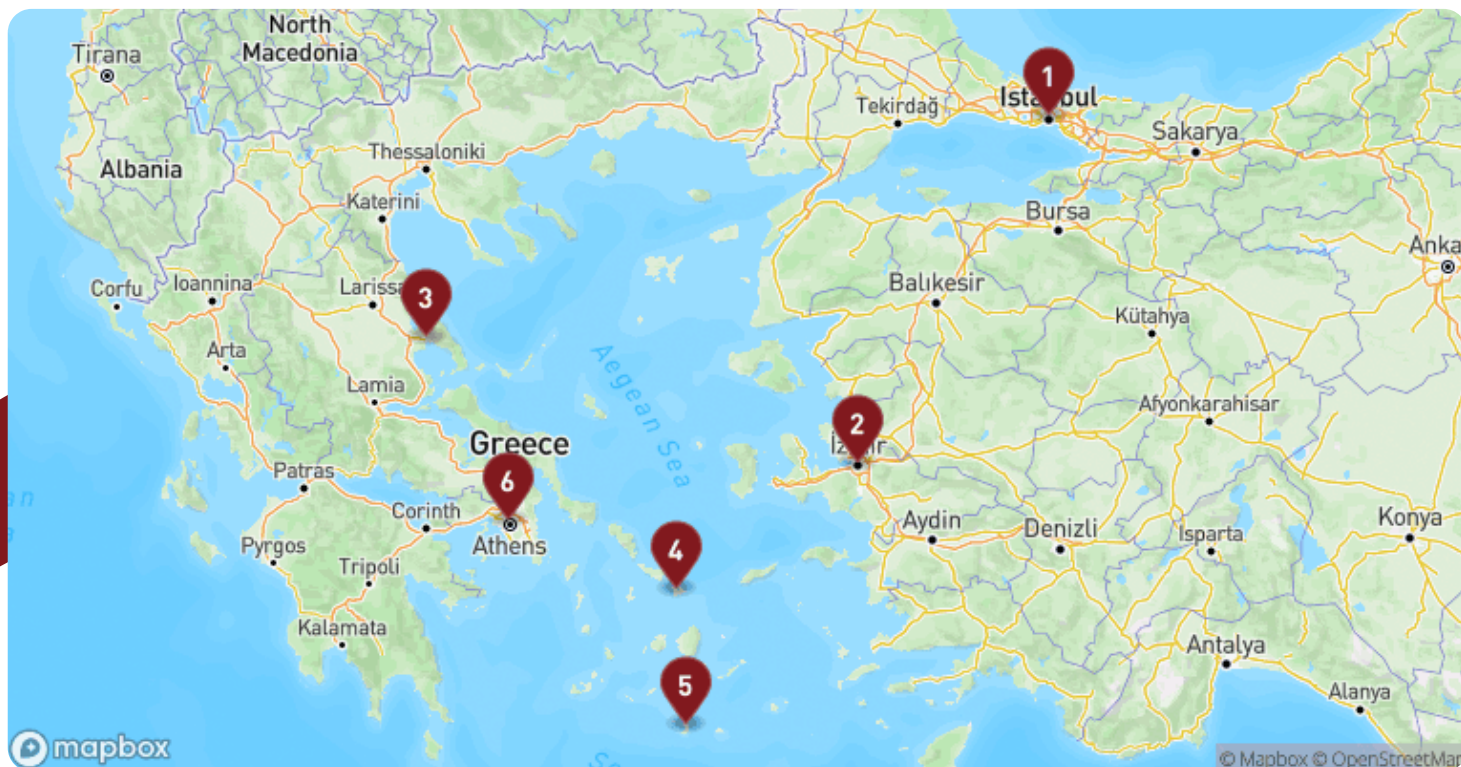 North
Macedonia
Tirana
1
Istanbul
Tekirdağ
Sakarya
Thessaloniki
Albania
Katerini
Bursa
Ankara
Ioannina
Corfu
Larissa
3
Balıkesir
Kütahya
Arta
Aegean Sea
Lamia
Afyonkarahisar
2
İzmir
Greece
Patras
6
an
Corinth
Athens
Aydin
Denizli
Isparta
Konya
Pyrgos
4
Tripoli
Kalamata
Antalya
5
Alanya
mapbox
© Mapbox © OpenStreetMap